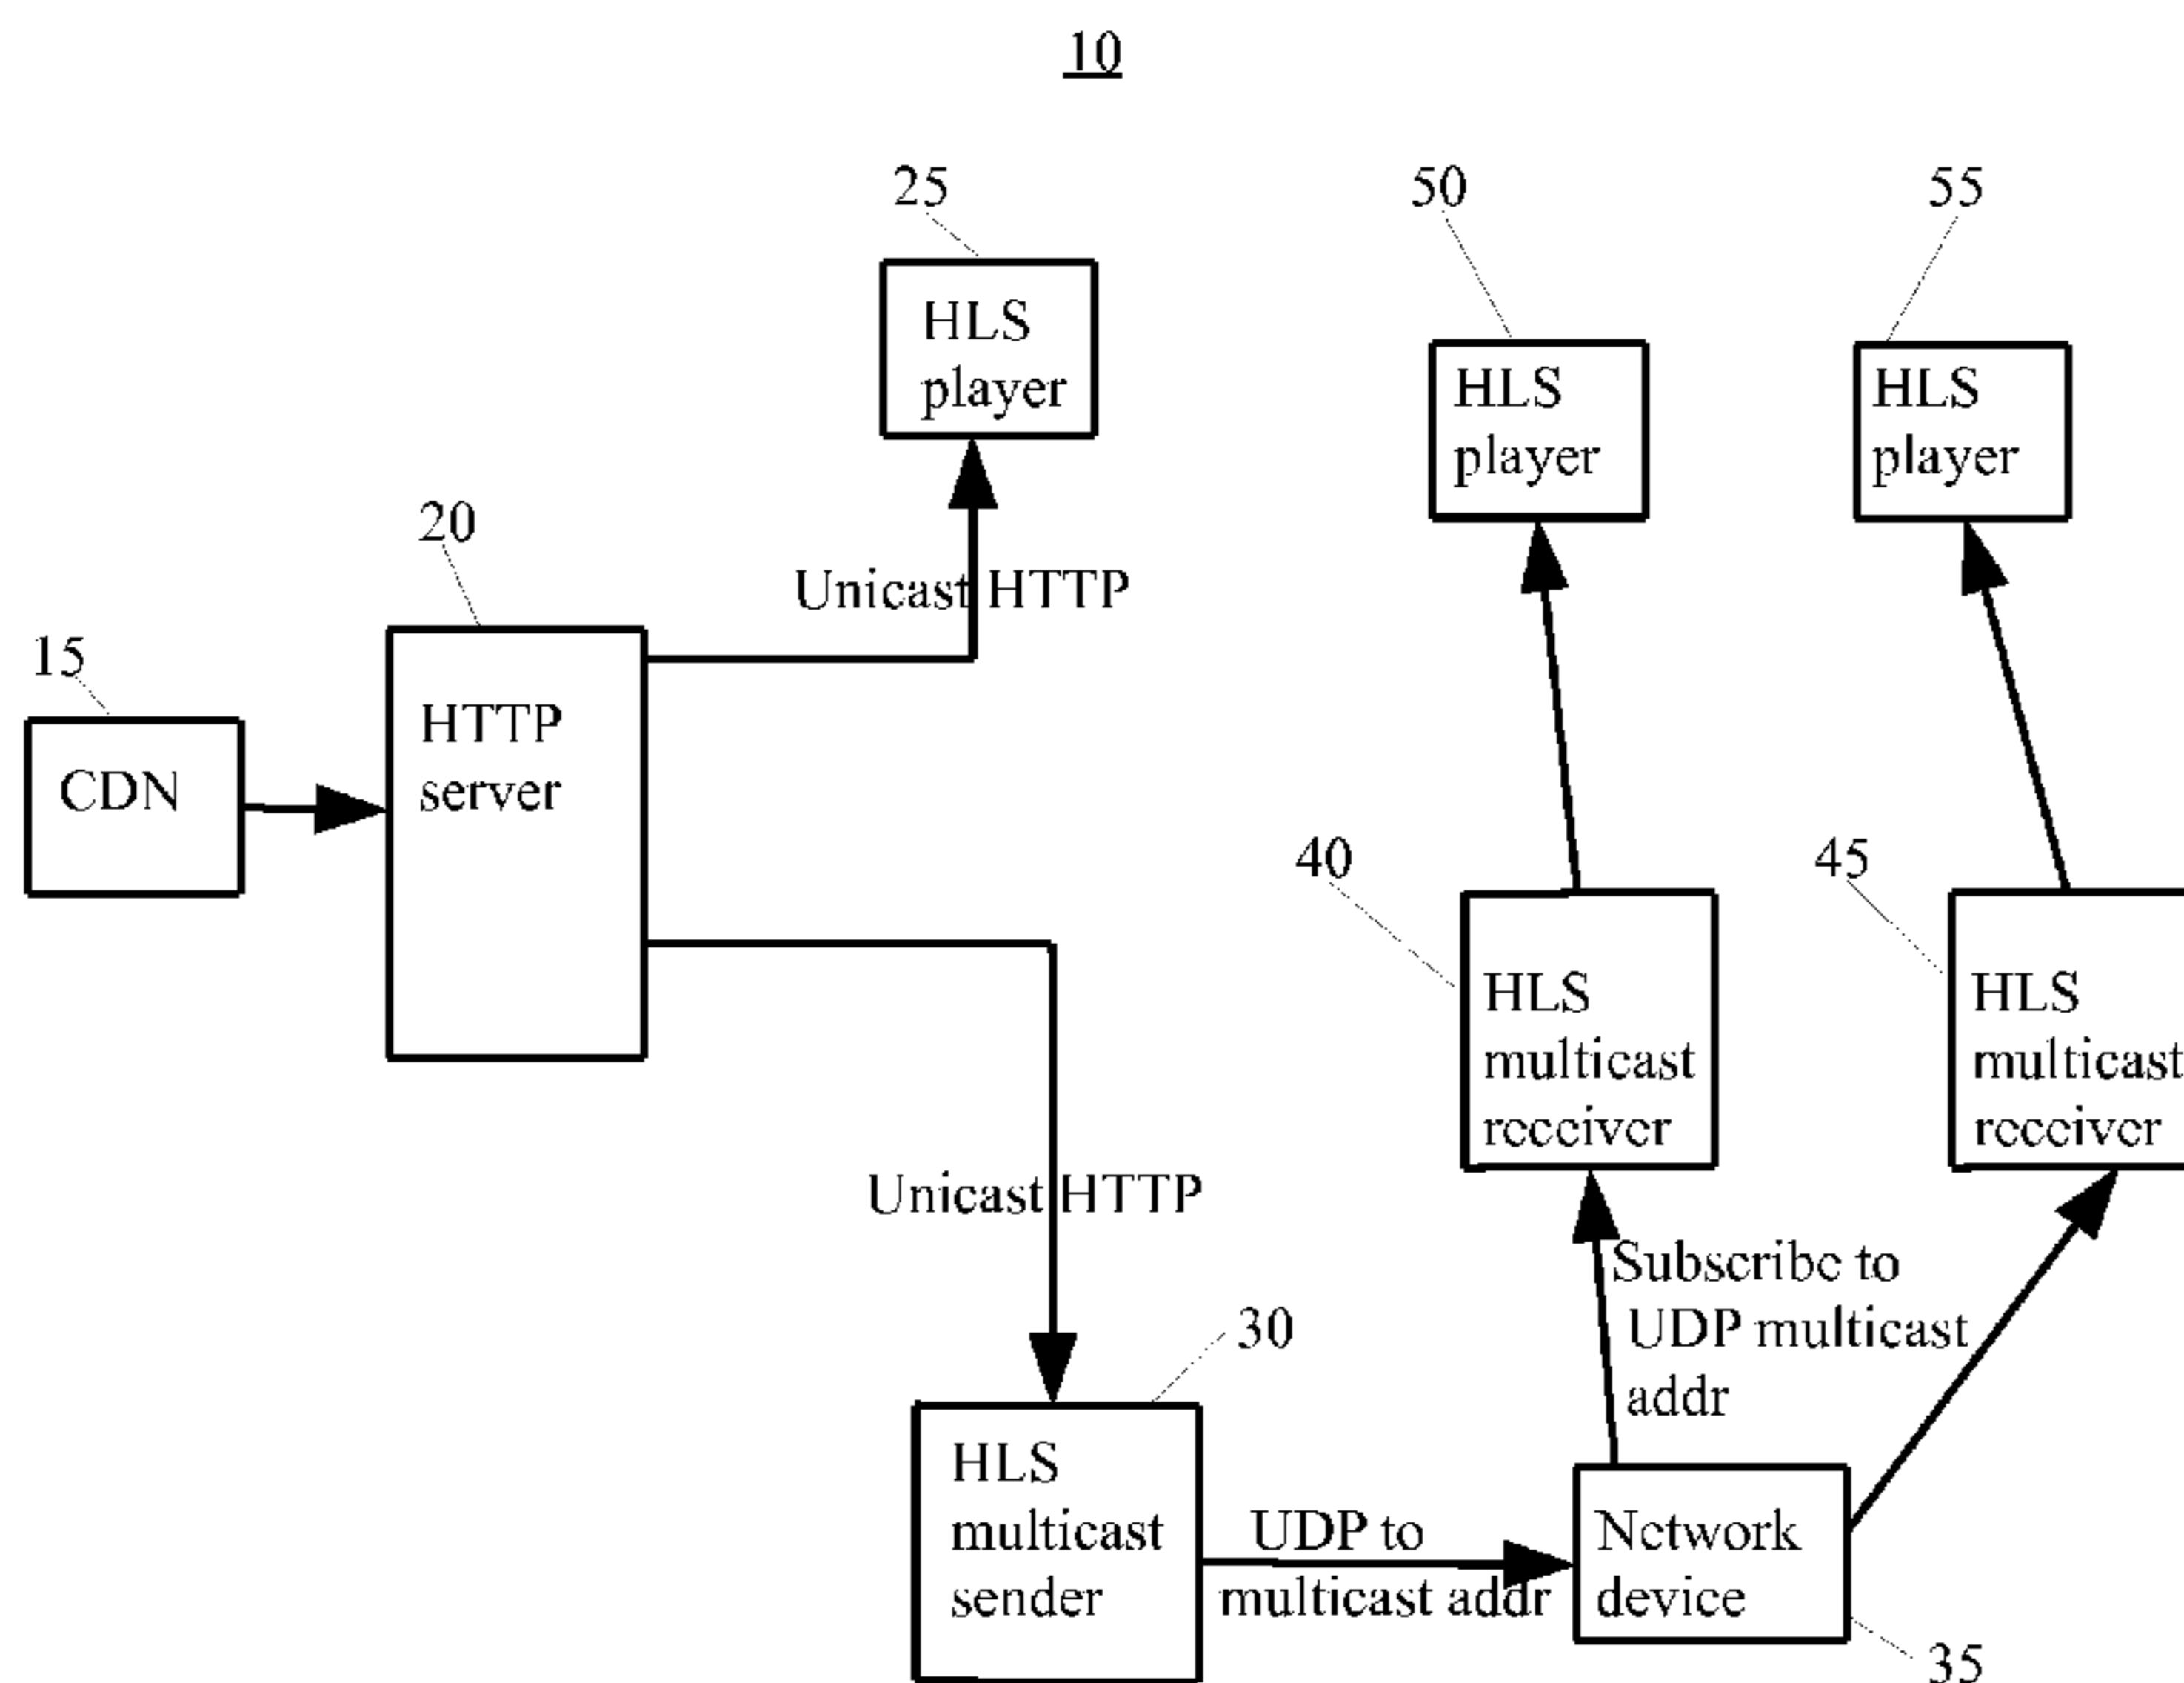 10
25
50
55
HLS
player
HLS
player
HLS
player
20
Unicast HTTP
15
HTTP
server
CDN
40
45
HLS
multicast
receiver
HLS
multicast
receiver
Unicast HTTP
Subscribe to
UDP multicast
addr
30
HLS
multicast
sender
UDP to
multicast addr
Network
device
35